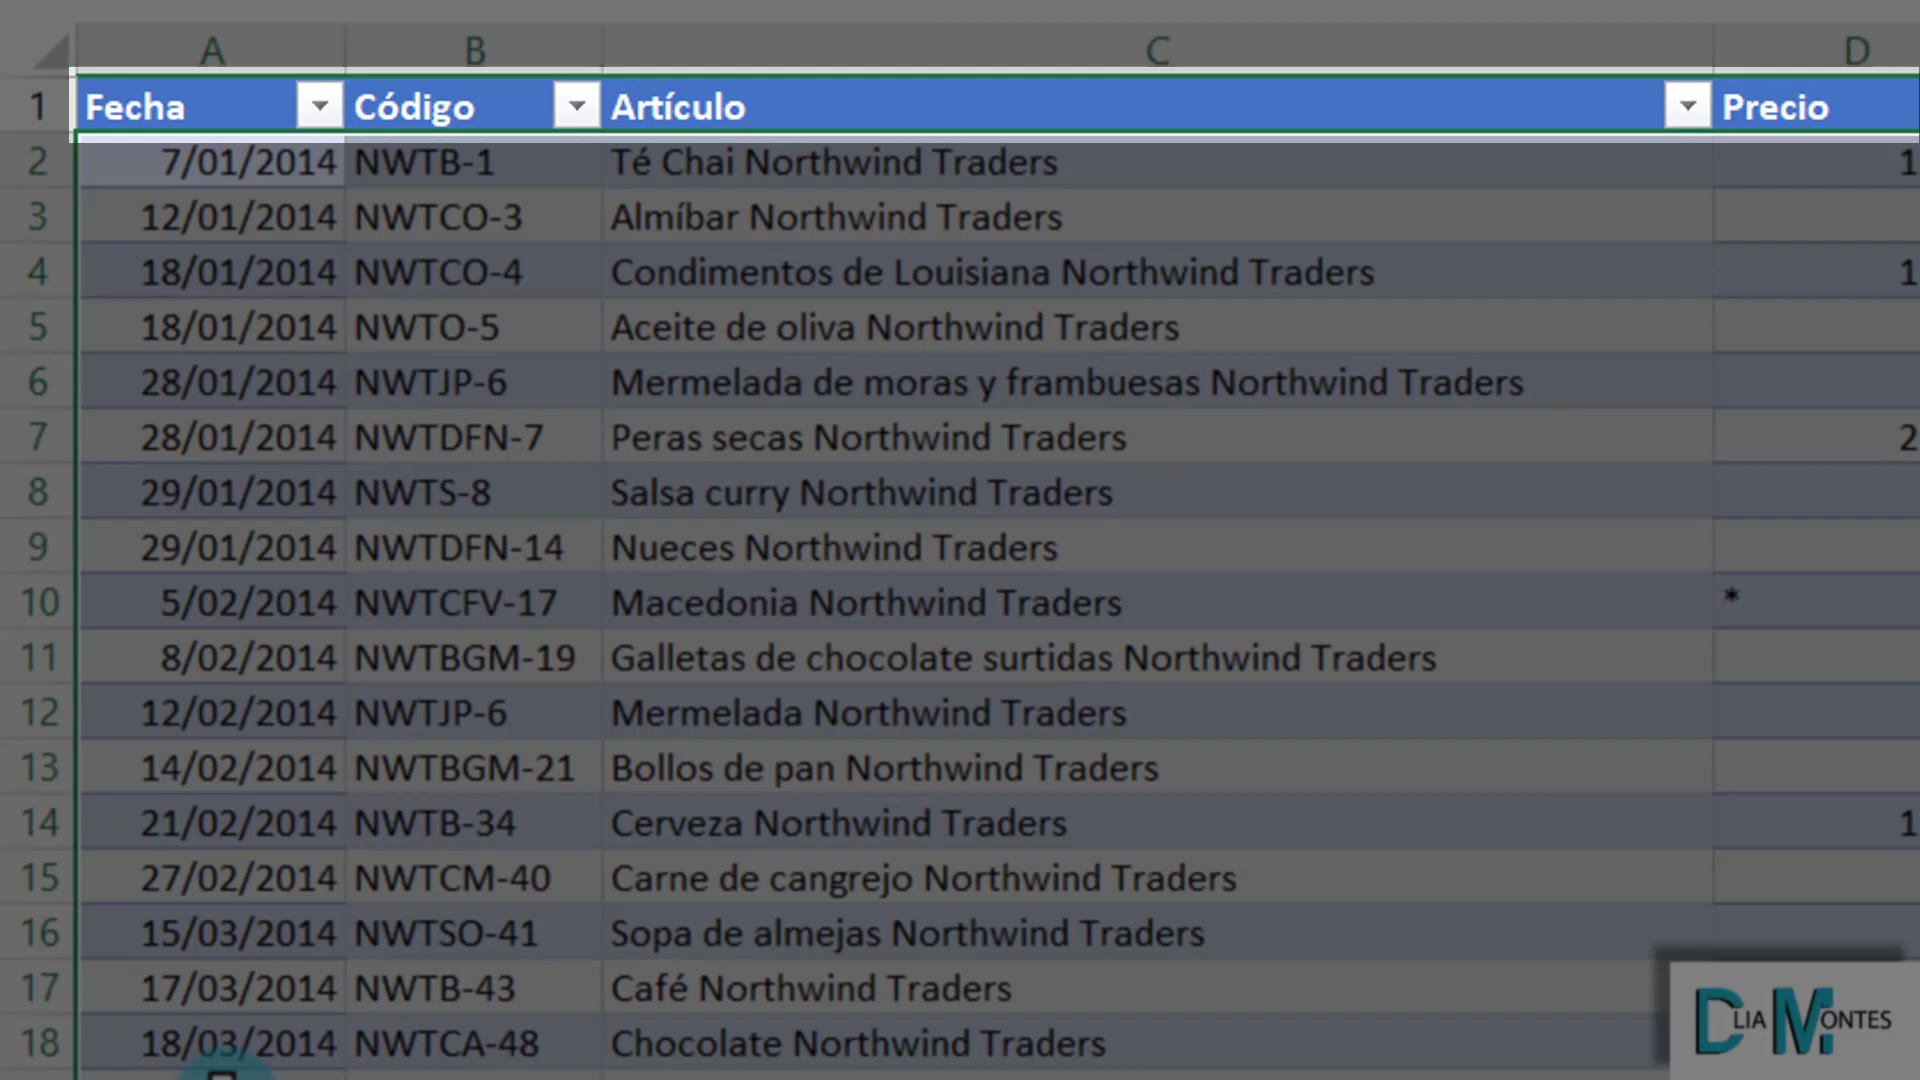 A B C D
1 Fecha Código Artículo Precio
2 7/01/2014 NWTB-1 Té Chai Northwind Traders 1
3 12/01/2014 NWTCO-3 Almíbar Northwind Traders
4 18/01/2014 NWTCO-4 Condimentos de Louisiana Northwind Traders 1
5 18/01/2014 NWTO-5 Aceite de oliva Northwind Traders
6 28/01/2014 NWTJP-6 Mermelada de moras y frambuesas Northwind Traders
7 28/01/2014 NWTDFN-7 Peras secas Northwind Traders 2
8 29/01/2014 NWTS-8 Salsa curry Northwind Traders
9 29/01/2014 NWTDFN-14 Nueces Northwind Traders
10 5/02/2014 NWTCFV-17 Macedonia Northwind Traders *
11 8/02/2014 NWTBGM-19 Galletas de chocolate surtidas Northwind Traders
12 12/02/2014 NWTJP-6 Mermelada Northwind Traders
13 14/02/2014 NWTBGM-21 Bollos de pan Northwind Traders
14 21/02/2014 NWTB-34 Cerveza Northwind Traders 1
15 27/02/2014 NWTCM-40 Carne de cangrejo Northwind Traders
16 15/03/2014 NWTSO-41 Sopa de almejas Northwind Traders
17 17/03/2014 NWTB-43 Café Northwind Traders
18 18/03/2014 NWTCA-48 Chocolate Northwind Traders
DLIA MONTES